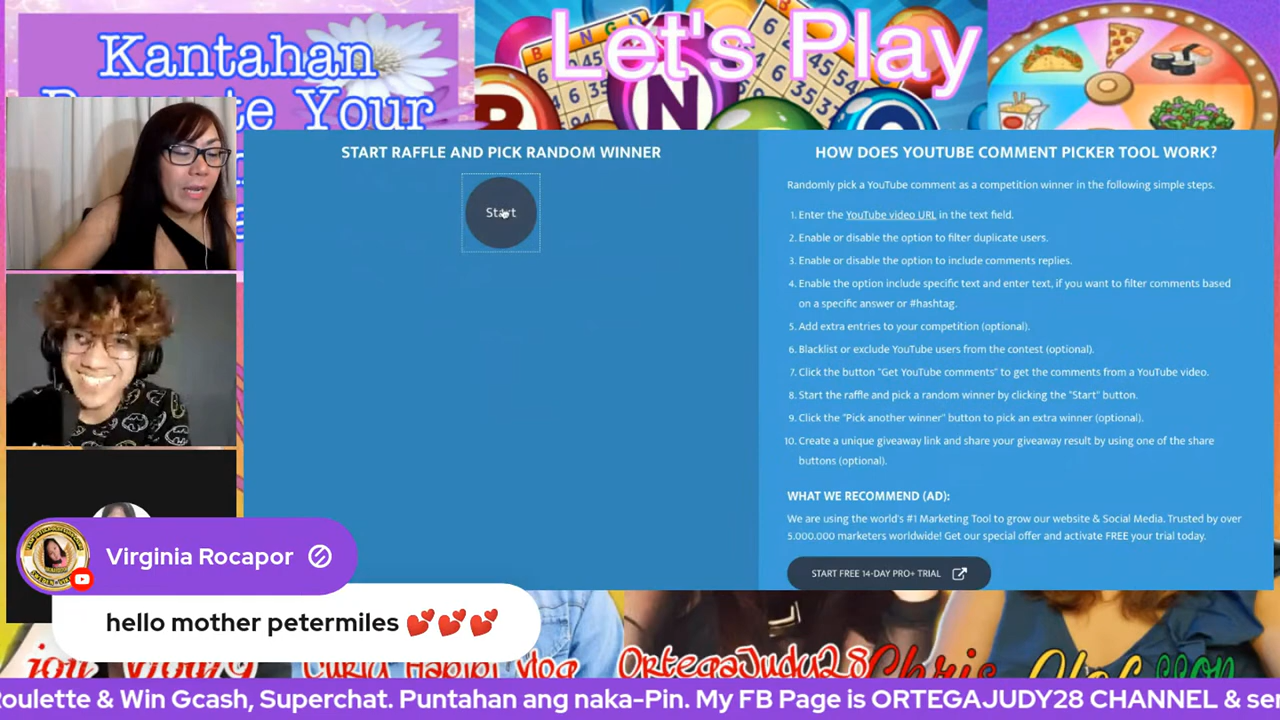 Kantahan
Let's Play
START RAFFLE AND PICK RANDOM WINNER
Start
HOW DOES YOUTUBE COMMENT PICKER TOOL WORK?
Randomly pick a YouTube comment as a competition winner in the following simple steps.
1. Enter the YouTube video URL in the text field.
2. Enable or disable the option to filter duplicate users.
3. Enable or disable the option to include comments replies.
4. Enable the option include specific text and enter text, if you want to filter comments based
on a specific answer or #hashtag.
5. Add extra entries to your competition (optional).
6. Blacklist or exclude YouTube users from the contest (optional).
7. Click the button "Get YouTube comments" to get the comments from a YouTube video.
8. Start the raffle and pick a random winner by clicking the "Start" button.
9. Click the "Pick another winner" button to pick an extra winner (optional).
10. Create a unique giveaway link and share your giveaway result by using one of the share
buttons (optional).
WHAT WE RECOMMEND (AD):
We are using the world's #1 Marketing Tool to grow our website & Social Media. Trusted by over
5.000.000 marketers worldwide! Get our special offer and activate FREE your trial today.
START FREE 14-DAY PRO+ TRIAL
Virginia Rocapor
hello mother petermiles 💕💕💕
Curly Habibi Vlog
OrtegaJudy28
Chris
Roulette & Win Gcash, Superchat. Puntahan ang naka-Pin. My FB Page is ORTEGAJUDY28 CHANNEL &